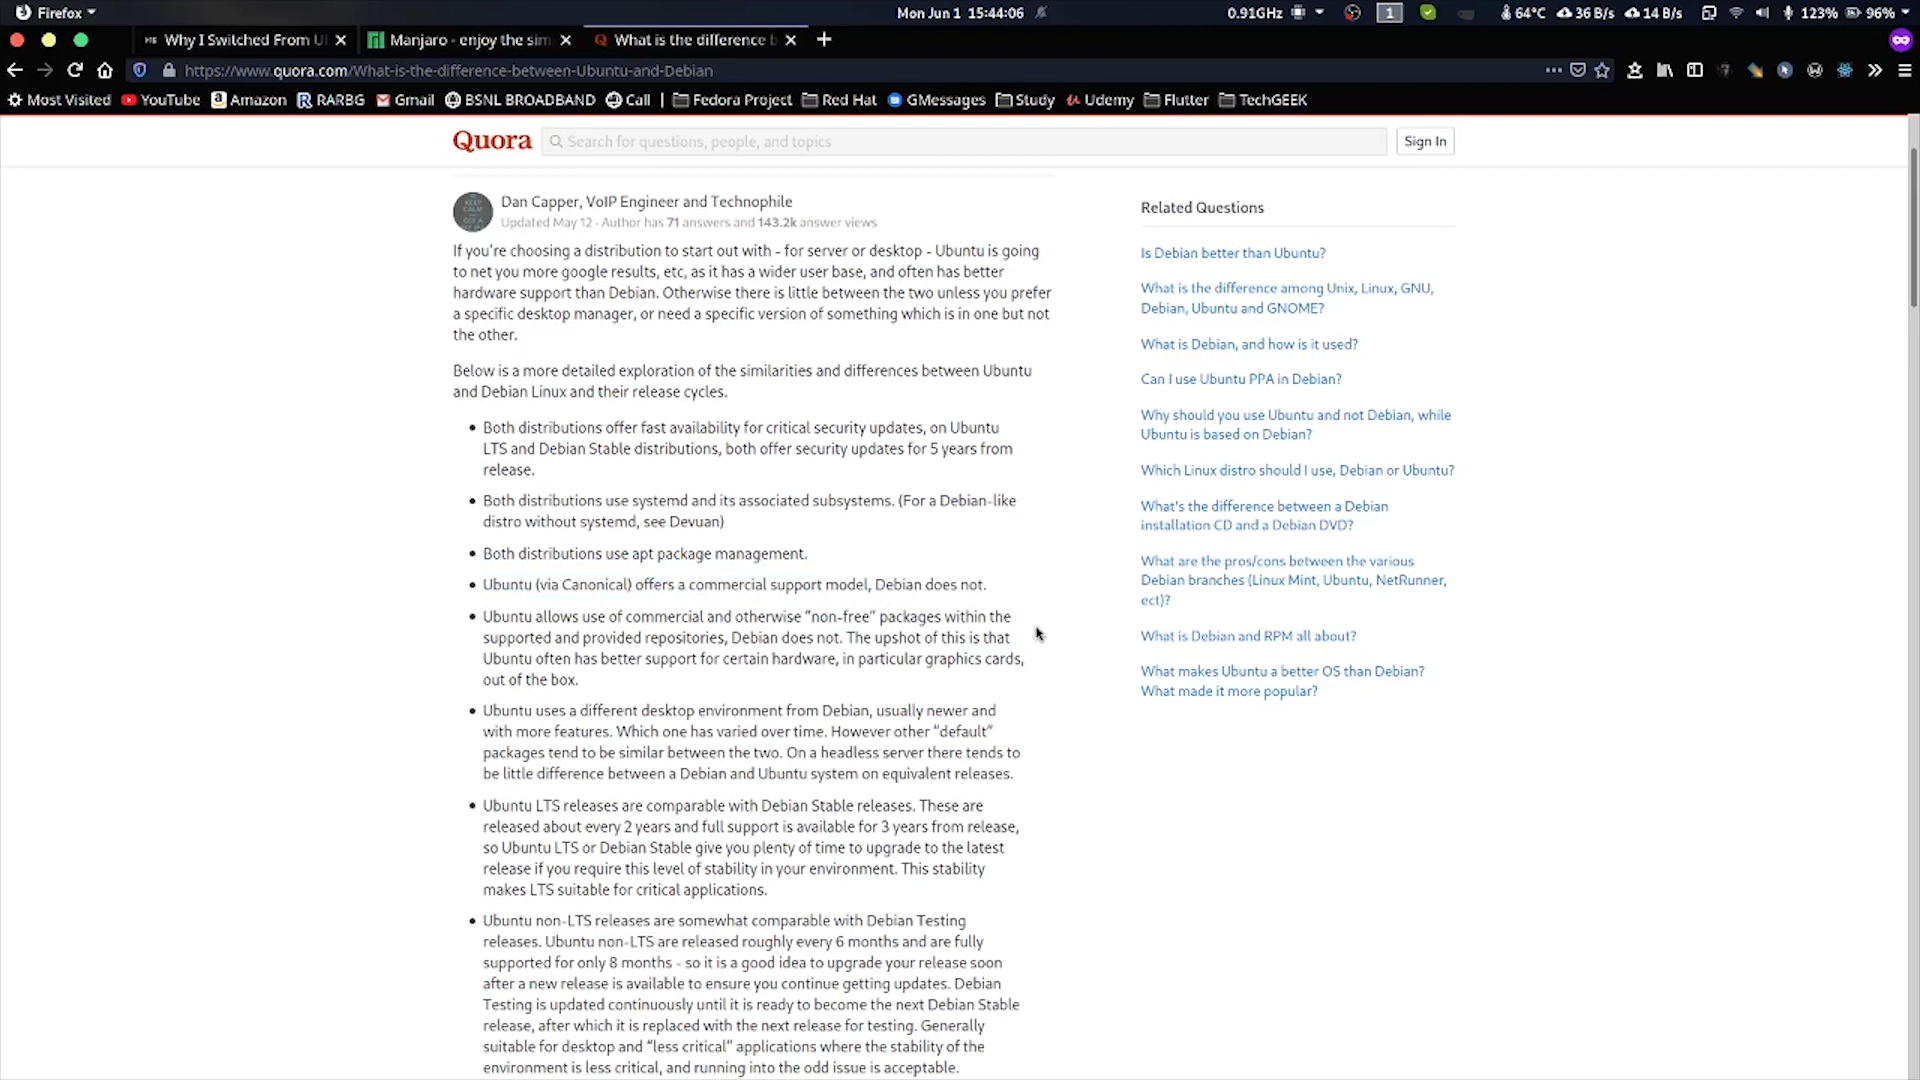 Firefox
Mon Jun 1 15:44:06
0.91GHz
1
64°C
36 B/s
14 B/s
123%
96%
Why I Switched From U
Manjaro - enjoy the sim
What is the difference b
https://www.quora.com/What-is-the-difference-between-Ubuntu-and-Debian
Most Visited
YouTube
Amazon
RARBG
Gmail
BSNL BROADBAND
Call
Fedora Project
Red Hat
GMessages
Study
Udemy
Flutter
TechGEEK
Quora
Search for questions, people, and topics
Sign In
Dan Capper, VoIP Engineer and Technophile
Updated May 12 · Author has 71 answers and 143.2k answer views
If you're choosing a distribution to start out with - for server or desktop - Ubuntu is going
to net you more google results, etc, as it has a wider user base, and often has better
hardware support than Debian. Otherwise there is little between the two unless you prefer
a specific desktop manager, or need a specific version of something which is in one but not
the other.
Below is a more detailed exploration of the similarities and differences between Ubuntu
and Debian Linux and their release cycles.
• Both distributions offer fast availability for critical security updates, on Ubuntu
LTS and Debian Stable distributions, both offer security updates for 5 years from
release.
• Both distributions use systemd and its associated subsystems. (For a Debian-like
distro without systemd, see Devuan)
• Both distributions use apt package management.
• Ubuntu (via Canonical) offers a commercial support model, Debian does not.
• Ubuntu allows use of commercial and otherwise “non-free” packages within the
supported and provided repositories, Debian does not. The upshot of this is that
Ubuntu often has better support for certain hardware, in particular graphics cards,
out of the box.
• Ubuntu uses a different desktop environment from Debian, usually newer and
with more features. Which one has varied over time. However other “default”
packages tend to be similar between the two. On a headless server there tends to
be little difference between a Debian and Ubuntu system on equivalent releases.
• Ubuntu LTS releases are comparable with Debian Stable releases. These are
released about every 2 years and full support is available for 3 years from release,
so Ubuntu LTS or Debian Stable give you plenty of time to upgrade to the latest
release if you require this level of stability in your environment. This stability
makes LTS suitable for critical applications.
• Ubuntu non-LTS releases are somewhat comparable with Debian Testing
releases. Ubuntu non-LTS are released roughly every 6 months and are fully
supported for only 8 months - so it is a good idea to upgrade your release soon
after a new release is available to ensure you continue getting updates. Debian
Testing is updated continuously until it is ready to become the next Debian Stable
release, after which it is replaced with the next release for testing. Generally
suitable for desktop and “less critical” applications where the stability of the
environment is less critical, and running into the odd issue is acceptable.
Related Questions
Is Debian better than Ubuntu?
What is the difference among Unix, Linux, GNU,
Debian, Ubuntu and GNOME?
What is Debian, and how is it used?
Can I use Ubuntu PPA in Debian?
Why should you use Ubuntu and not Debian, while
Ubuntu is based on Debian?
Which Linux distro should I use, Debian or Ubuntu?
What's the difference between a Debian
installation CD and a Debian DVD?
What are the pros/cons between the various
Debian branches (Linux Mint, Ubuntu, NetRunner,
ect)?
What is Debian and RPM all about?
What makes Ubuntu a better OS than Debian?
What made it more popular?